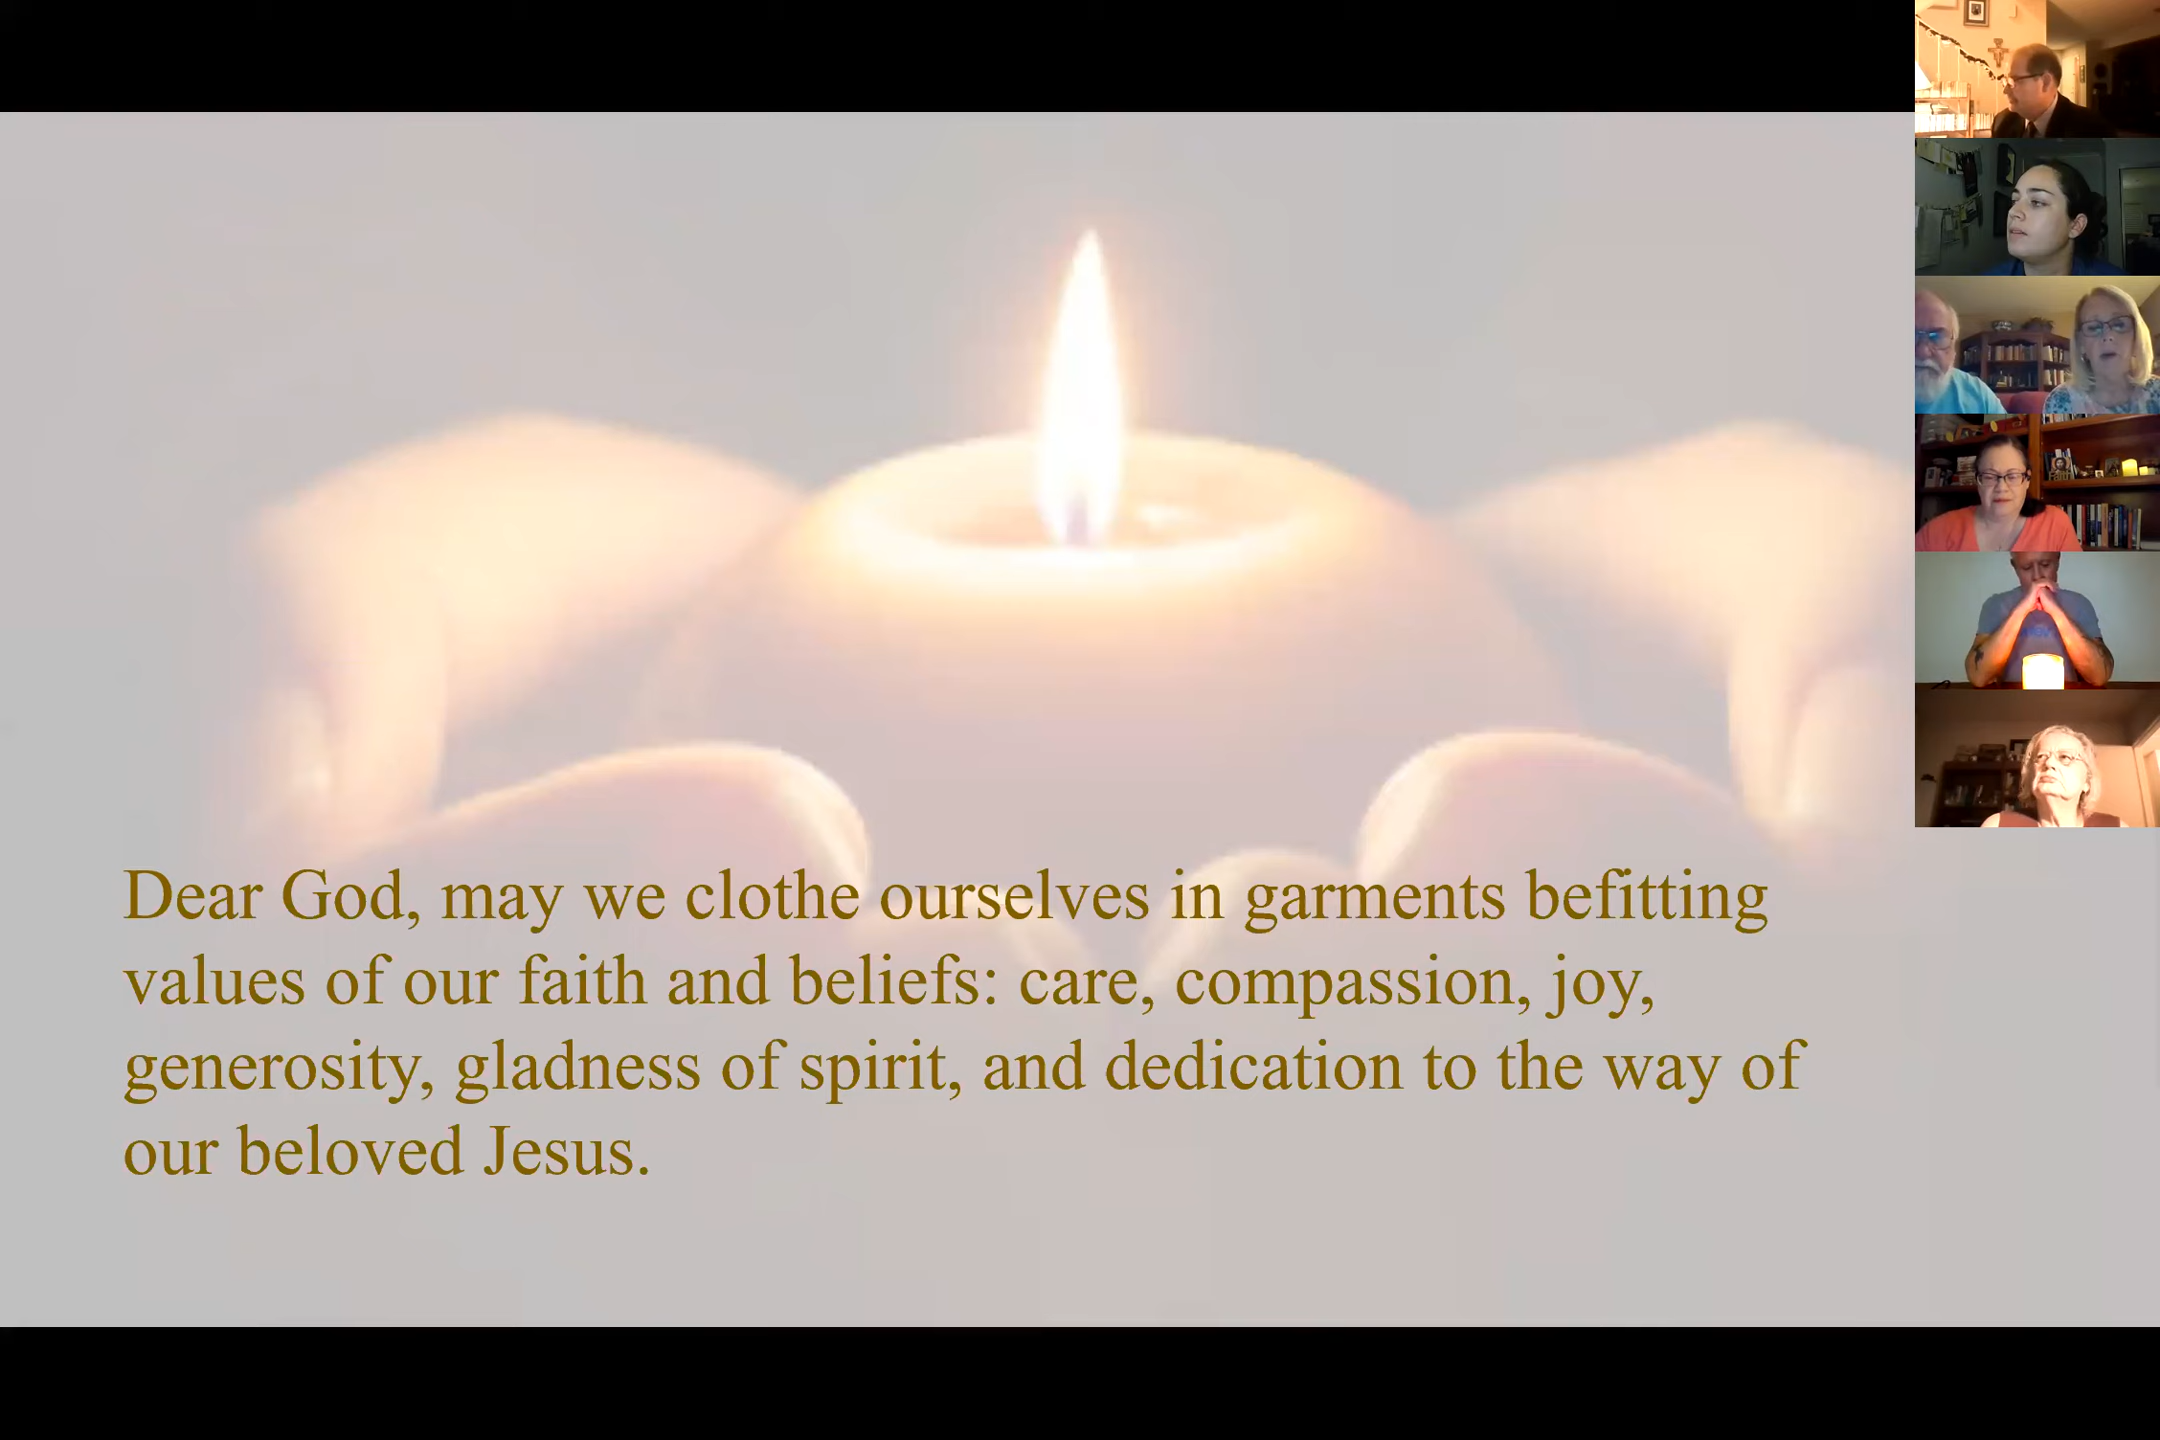 Dear God, may we clothe ourselves in garments befitting
values of our faith and beliefs: care, compassion, joy,
generosity, gladness of spirit, and dedication to the way of
our beloved Jesus.